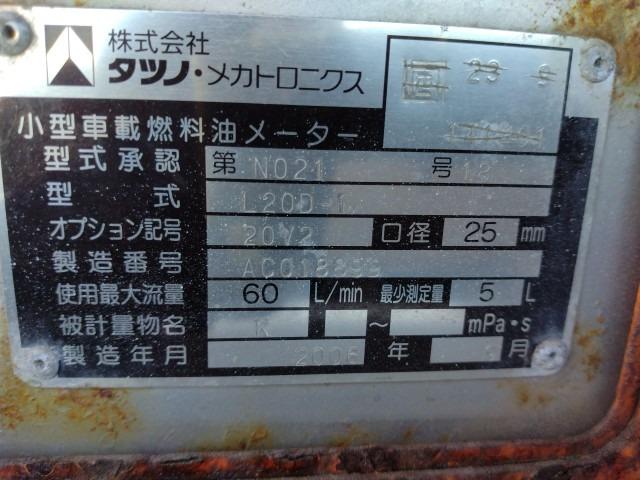 株式会社
タツノ・メカトロニクス
小型車載燃料油メーター
型式承認 第 N021 号 12
型式 L20D-
オプション記号 20Y2 口径 25 mm
製造番号 AC018899
使用最大流量 60 L/min 最少測定量 5 L
被計量物名 K ～ mPa・s
製造年月 2006 年 月